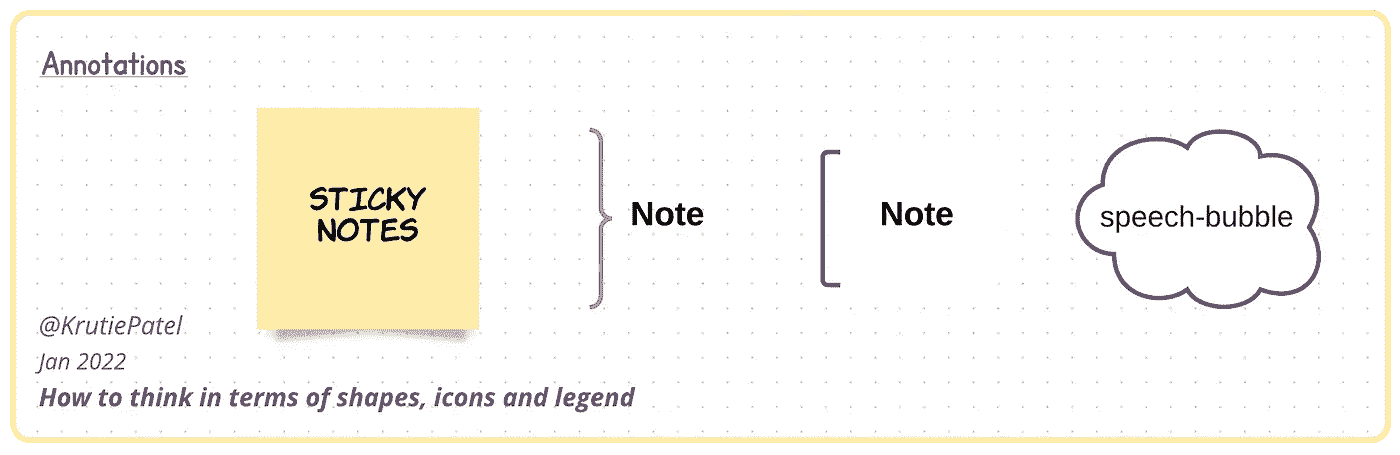 Annotations
STICKY
NOTES
Note
Note
speech-bubble
@KrutiePatel
Jan 2022
How to think in terms of shapes, icons and legend